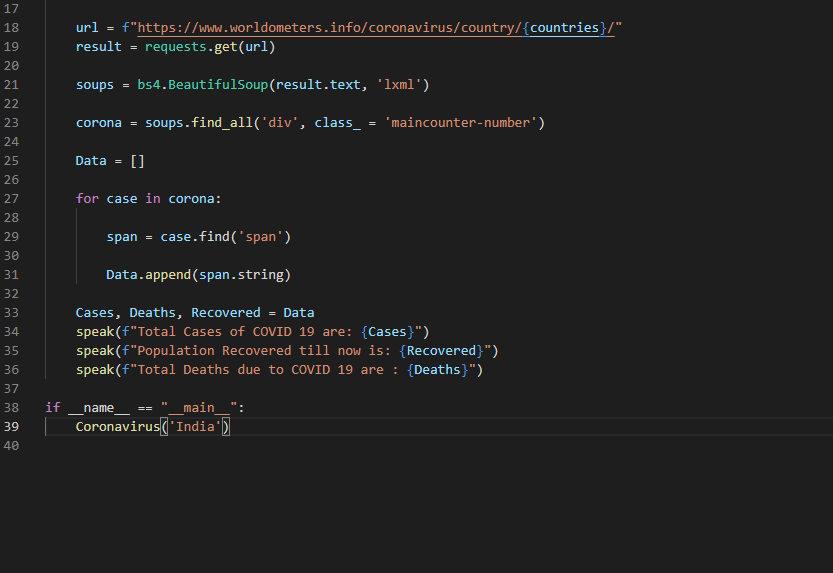 17
18 url = f"https://www.worldometers.info/coronavirus/country/{countries}/"
19 result = requests.get(url)
20
21 soups = bs4.BeautifulSoup(result.text, 'lxml')
22
23 corona = soups.find_all('div', class_ = 'maincounter-number')
24
25 Data = []
26
27 for case in corona:
28
29 span = case.find('span')
30
31 Data.append(span.string)
32
33 Cases, Deaths, Recovered = Data
34 speak(f"Total Cases of COVID 19 are: {Cases}")
35 speak(f"Population Recovered till now is: {Recovered}")
36 speak(f"Total Deaths due to COVID 19 are : {Deaths}")
37
38 if __name__ == "__main__":
39 Coronavirus('India')
40